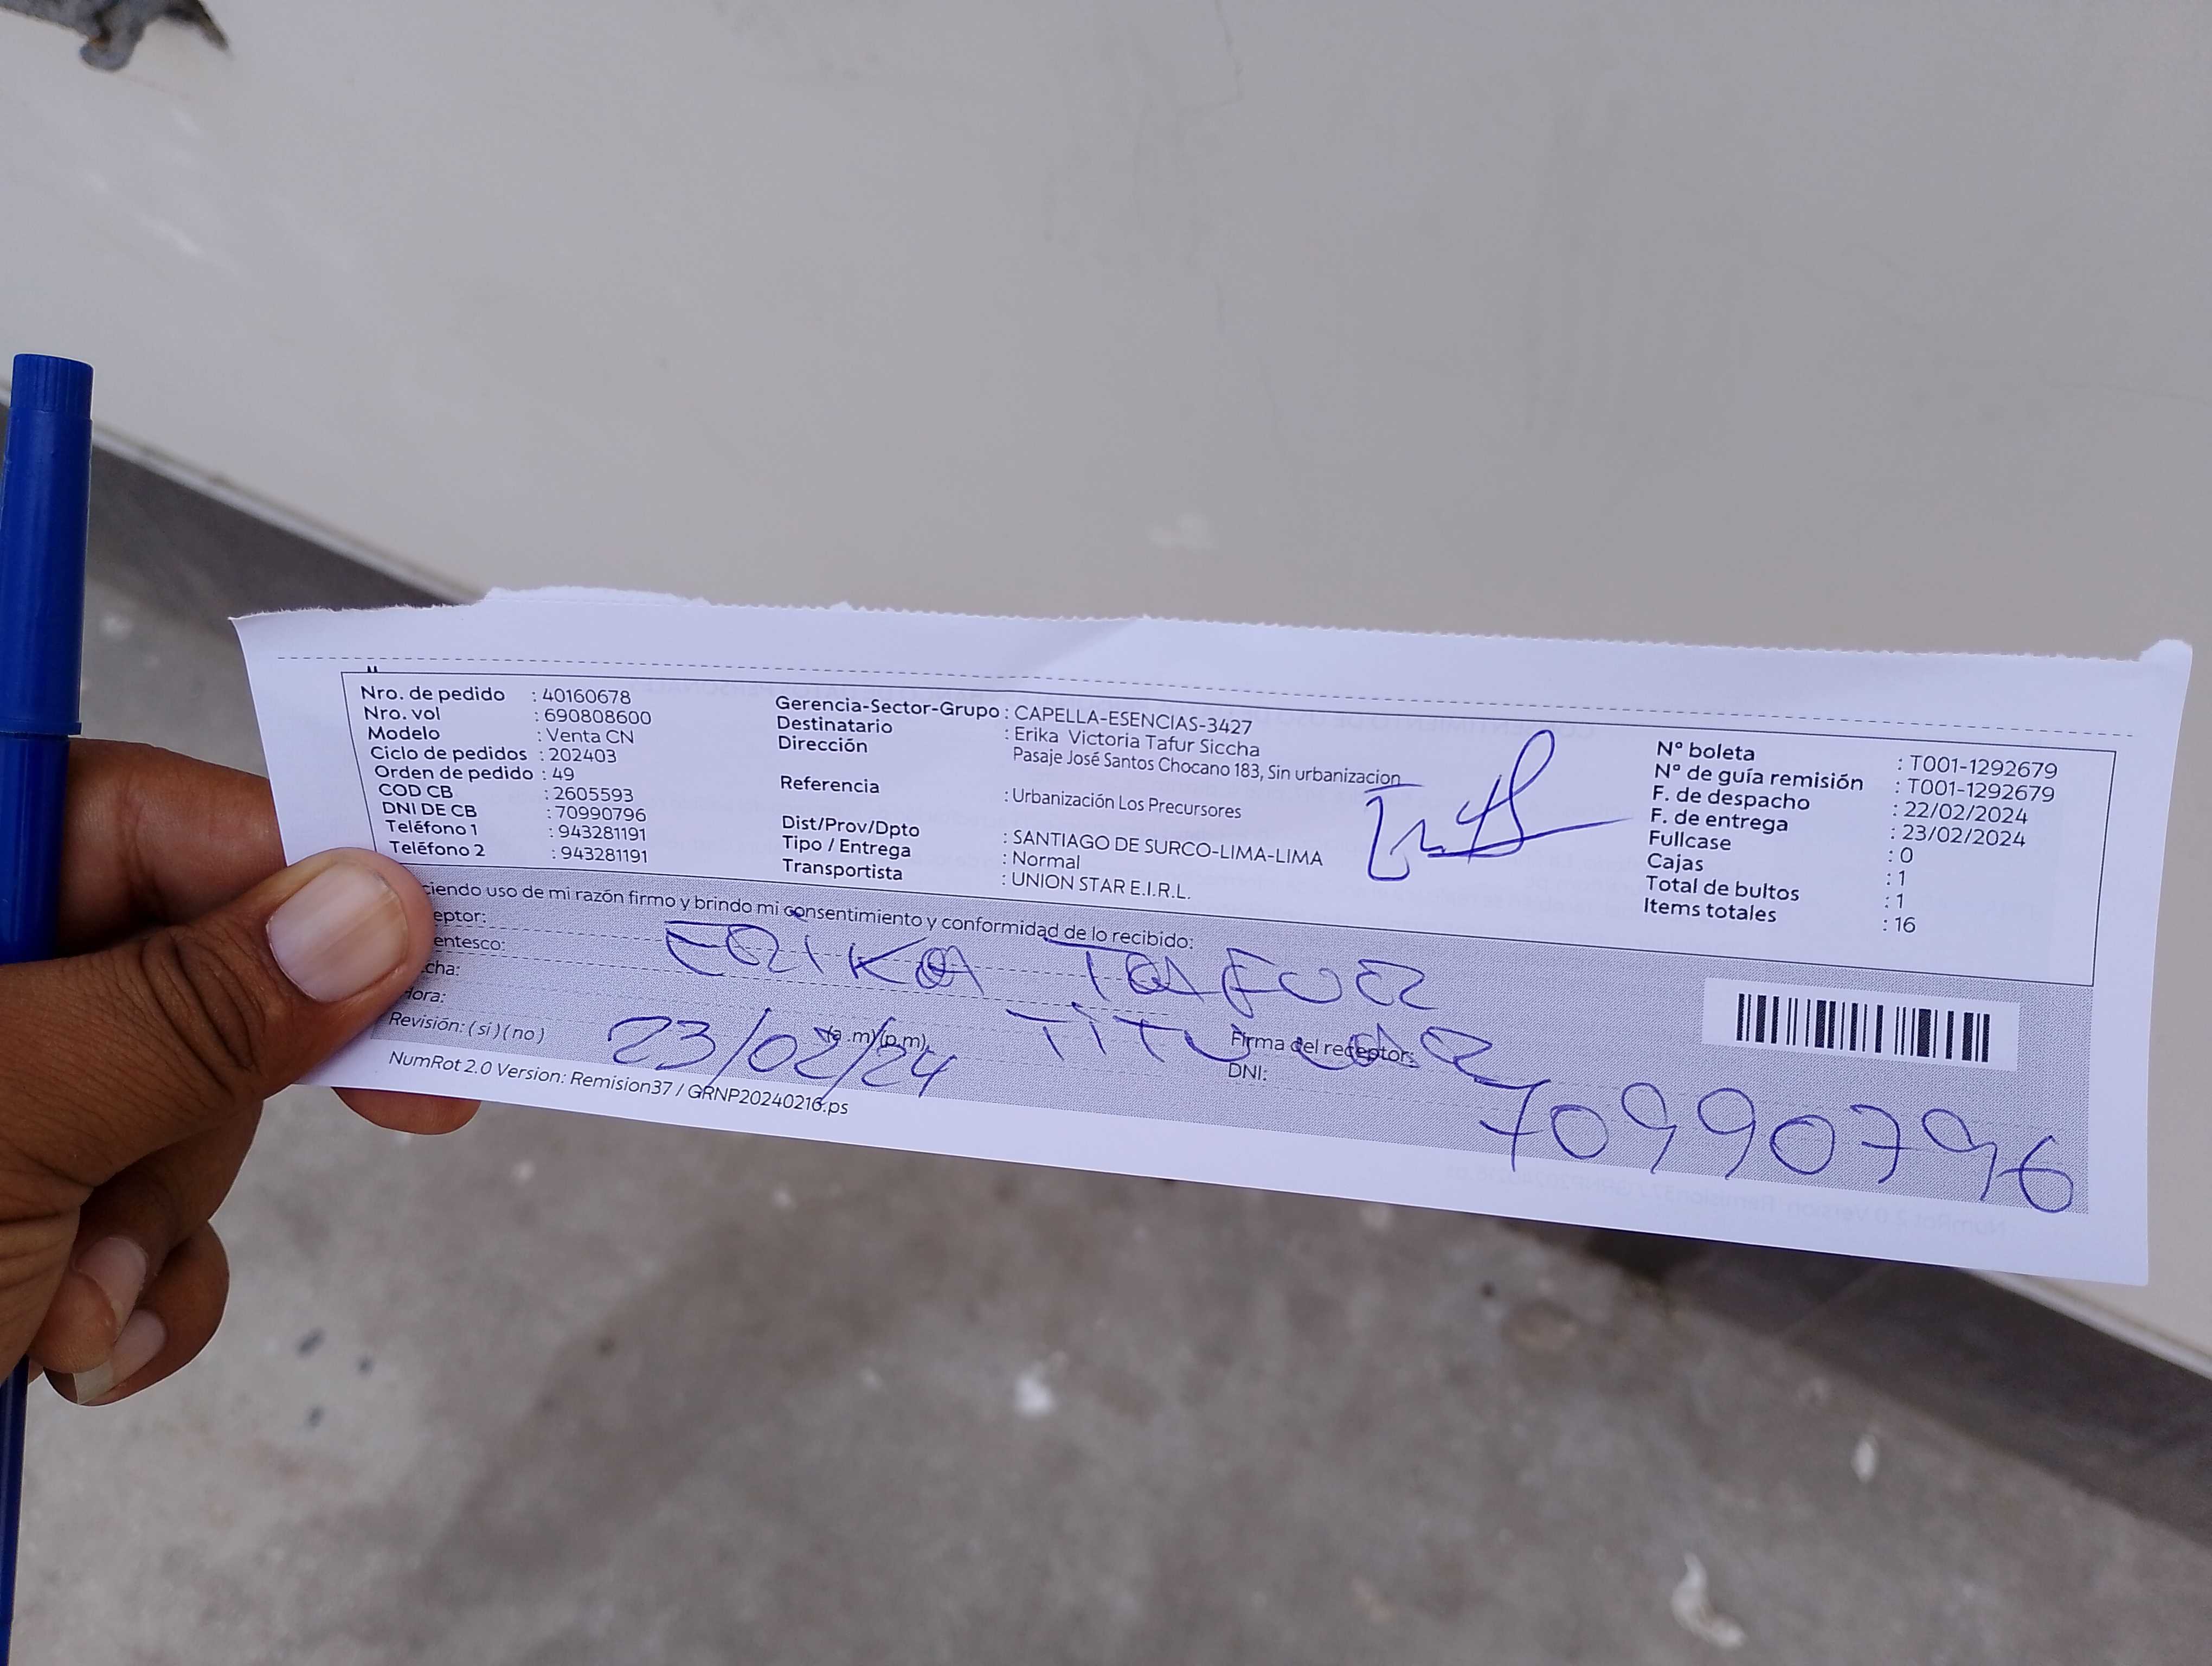 Nro. de pedido : 40160678
Nro. vol : 690808600
Modelo : Venta CN
Ciclo de pedidos : 202403
Orden de pedido : 49
COD CB : 2605593
DNI DE CB : 70990796
Teléfono 1 : 943281191
Teléfono 2 : 943281191
Gerencia-Sector-Grupo : CAPELLA-ESENCIAS-3427
Destinatario : Erika Victoria Tafur Siccha
Dirección Pasaje José Santos Chocano 183, Sin urbanizacion
Referencia : Urbanización Los Precursores
Dist/Prov/Dpto : SANTIAGO DE SURCO-LIMA-LIMA
Tipo / Entrega : Normal
Transportista : UNION STAR E.I.R.L.
N° boleta : T001-1292679
N° de guía remisión : T001-1292679
F. de despacho : 22/02/2024
F. de entrega : 23/02/2024
Fullcase : 0
Cajas : 1
Total de bultos : 1
Items totales : 16
ciendo uso de mi razón firmo y brindo mi consentimiento y conformidad de lo recibido:
eptor: ERIKA TAFUR
entesco: TITULAR
cha: 23/02/24
Hora: (a.m)/(p.m)
Revisión: ( si ) ( no )
Firma del receptor:
DNI: 70990796
NumRot 2.0 Version: Remision37 / GRNP20240216.ps